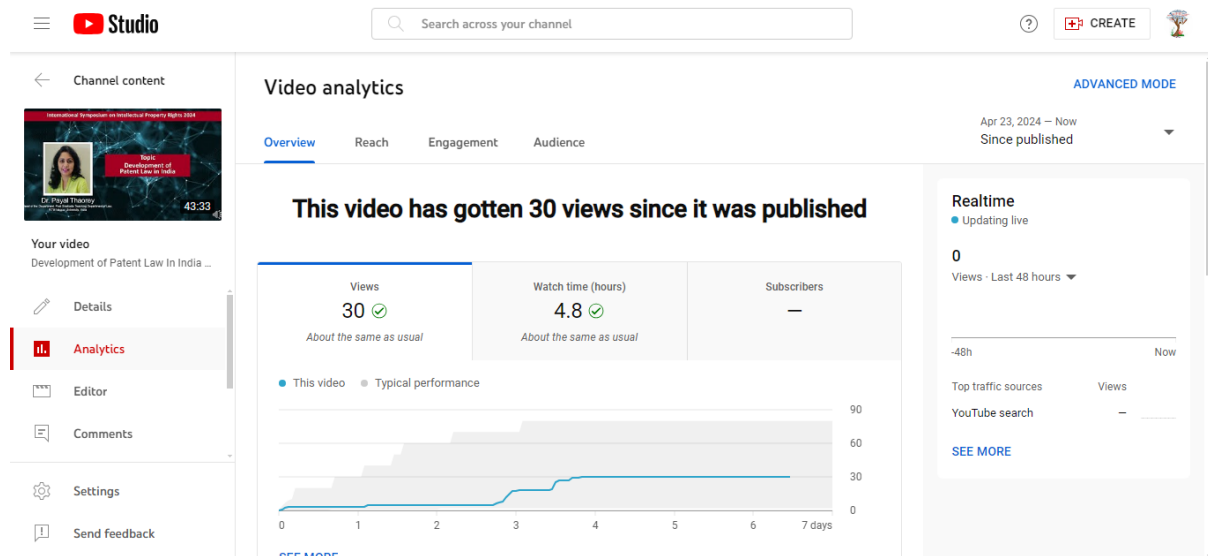 Studio
Search across your channel
CREATE
Channel content
International Symposium on Intellectual Property Rights 2024
Topic
Development of
Patent Law in India
Dr. Payal Thaorey
43:33
Your video
Development of Patent Law In India ...
Details
Analytics
Editor
Comments
Settings
Send feedback
Video analytics
ADVANCED MODE
Overview Reach Engagement Audience
Apr 23, 2024 – Now
Since published
This video has gotten 30 views since it was published
Views
30
About the same as usual
Watch time (hours)
4.8
About the same as usual
Subscribers
—
This video Typical performance
90
60
30
0
0 1 2 3 4 5 6 7 days
SEE MORE
Realtime
Updating live
0
Views · Last 48 hours
-48h Now
Top traffic sources Views
YouTube search —
SEE MORE